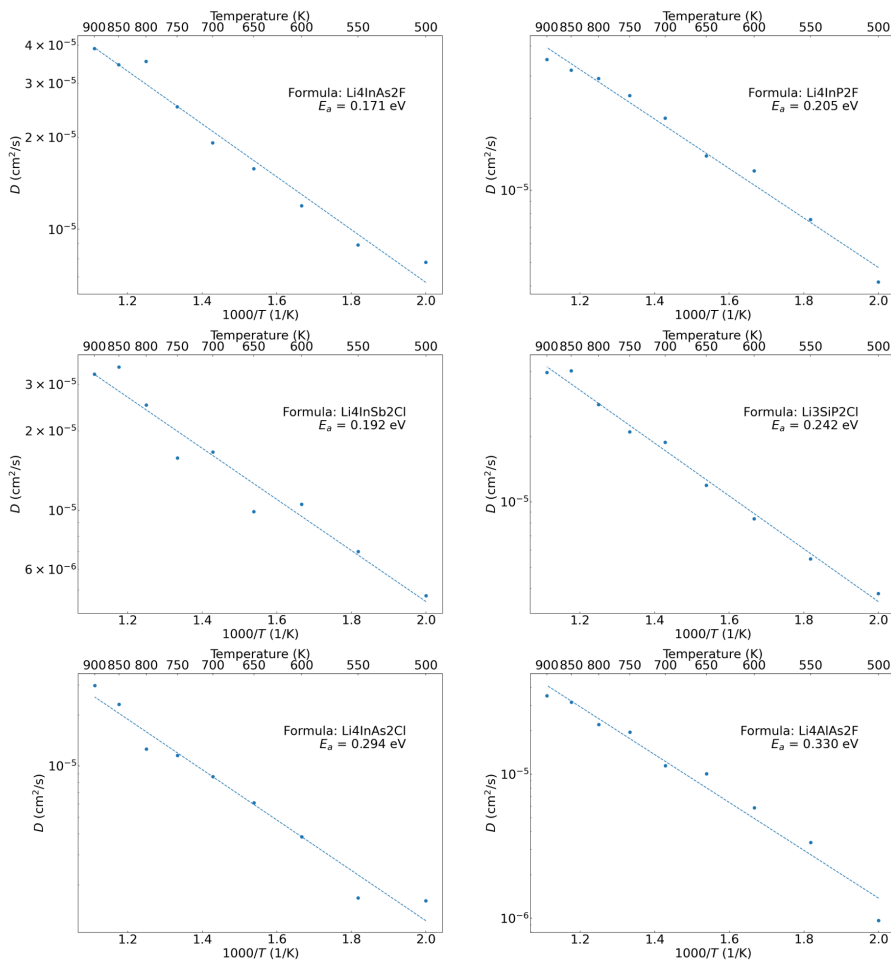 Temperature (K)
900 850 800 750 700 650 600 550 500
4 × 10⁻⁵
3 × 10⁻⁵
2 × 10⁻⁵
10⁻⁵
D (cm²/s)
Formula: Li4InAs2F
Eₐ = 0.171 eV
1.2 1.4 1.6 1.8 2.0
1000/T (1/K)
Temperature (K)
900 850 800 750 700 650 600 550 500
10⁻⁵
D (cm²/s)
Formula: Li4InP2F
Eₐ = 0.205 eV
1.2 1.4 1.6 1.8 2.0
1000/T (1/K)
Temperature (K)
900 850 800 750 700 650 600 550 500
3 × 10⁻⁵
2 × 10⁻⁵
10⁻⁵
6 × 10⁻⁶
D (cm²/s)
Formula: Li4InSb2Cl
Eₐ = 0.192 eV
1.2 1.4 1.6 1.8 2.0
1000/T (1/K)
Temperature (K)
900 850 800 750 700 650 600 550 500
10⁻⁵
D (cm²/s)
Formula: Li3SiP2Cl
Eₐ = 0.242 eV
1.2 1.4 1.6 1.8 2.0
1000/T (1/K)
Temperature (K)
900 850 800 750 700 650 600 550 500
10⁻⁵
D (cm²/s)
Formula: Li4InAs2Cl
Eₐ = 0.294 eV
1.2 1.4 1.6 1.8 2.0
1000/T (1/K)
Temperature (K)
900 850 800 750 700 650 600 550 500
10⁻⁵
10⁻⁶
D (cm²/s)
Formula: Li4AlAs2F
Eₐ = 0.330 eV
1.2 1.4 1.6 1.8 2.0
1000/T (1/K)